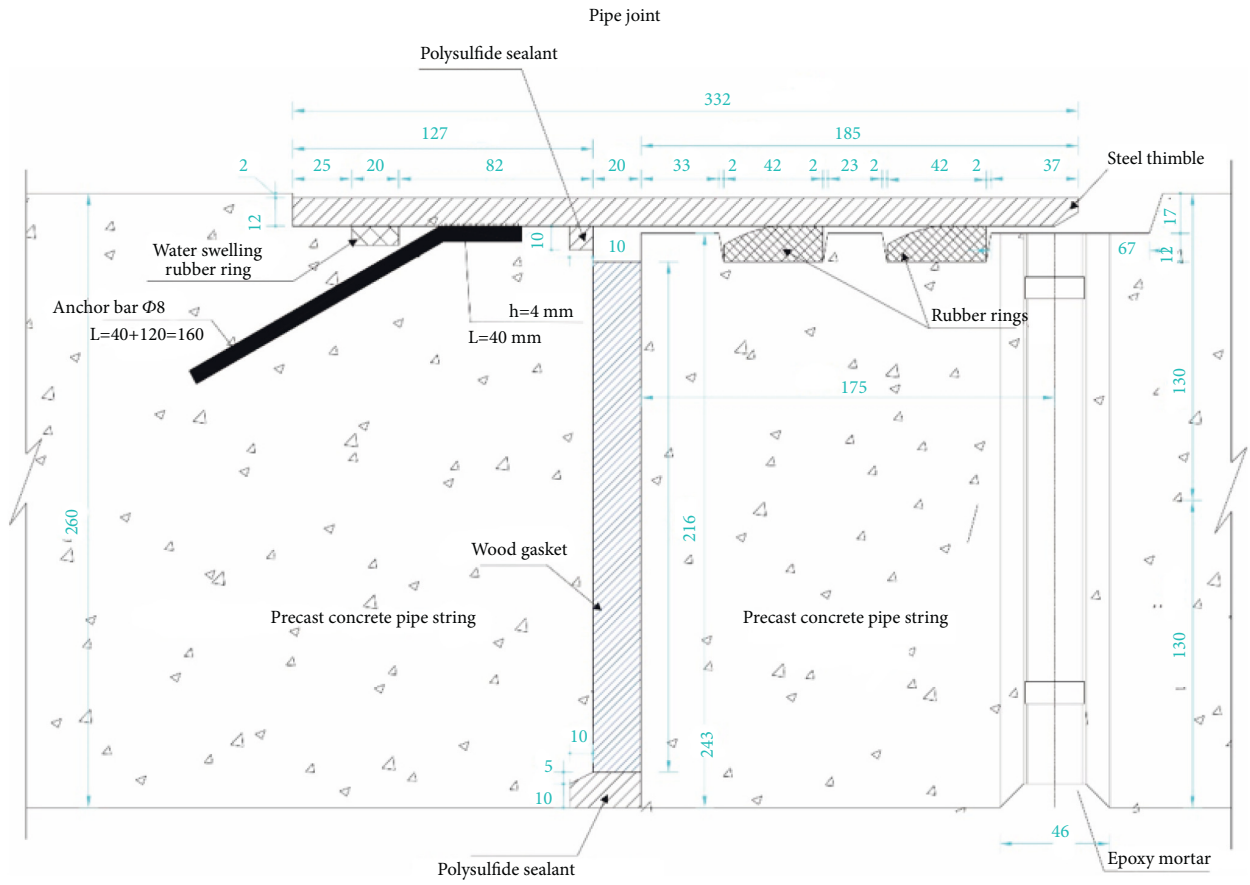 Pipe joint
Polysulfide sealant
332
127
185
2
25
20
82
20
33
2
42
2
23
2
42
2
37
Steel thimble
12
10
10
17
67
12
Water swelling
rubber ring
Anchor bar Φ8
L=40+120=160
h=4 mm
L=40 mm
Rubber rings
175
130
260
216
Wood gasket
Precast concrete pipe string
Precast concrete pipe string
130
243
10
5
10
46
Polysulfide sealant
Epoxy mortar